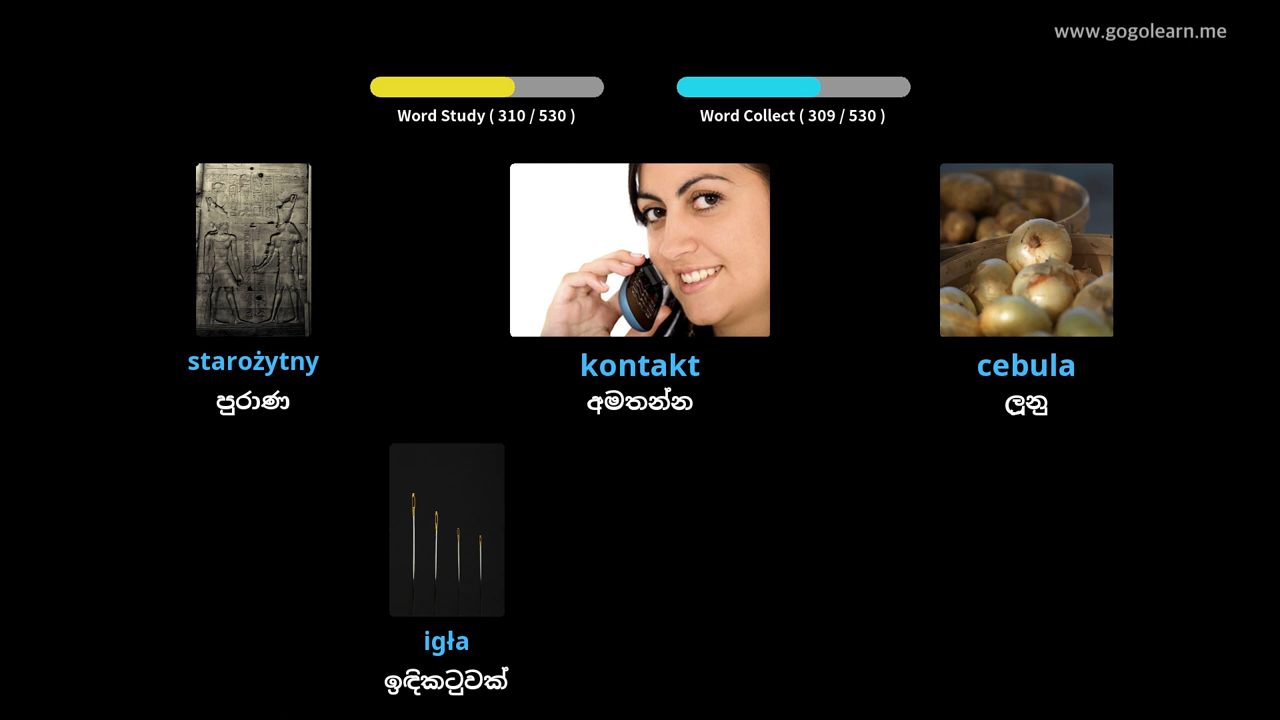 www.gogolearn.me
Word Study ( 310 / 530 )
Word Collect ( 309 / 530 )
starożytny
පුරාණ
kontakt
අමතන්න
cebula
ලූනු
igła
ඉඳිකටුවක්